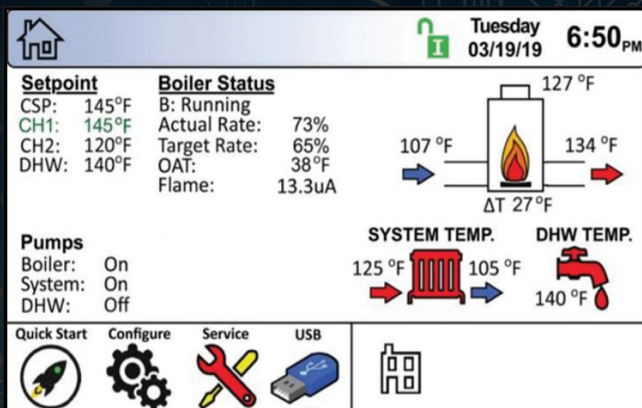 Tuesday
03/19/19
6:50PM
I
Setpoint
CSP: 145°F
CH1: 145°F
CH2: 120°F
DHW: 140°F
Boiler Status
B: Running
Actual Rate: 73%
Target Rate: 65%
OAT: 38°F
Flame: 13.3uA
127 °F
107 °F
134 °F
ΔT 27°F
Pumps
Boiler: On
System: On
DHW: Off
SYSTEM TEMP.
125 °F
105 °F
DHW TEMP.
140 °F
Quick Start
Configure
Service
USB